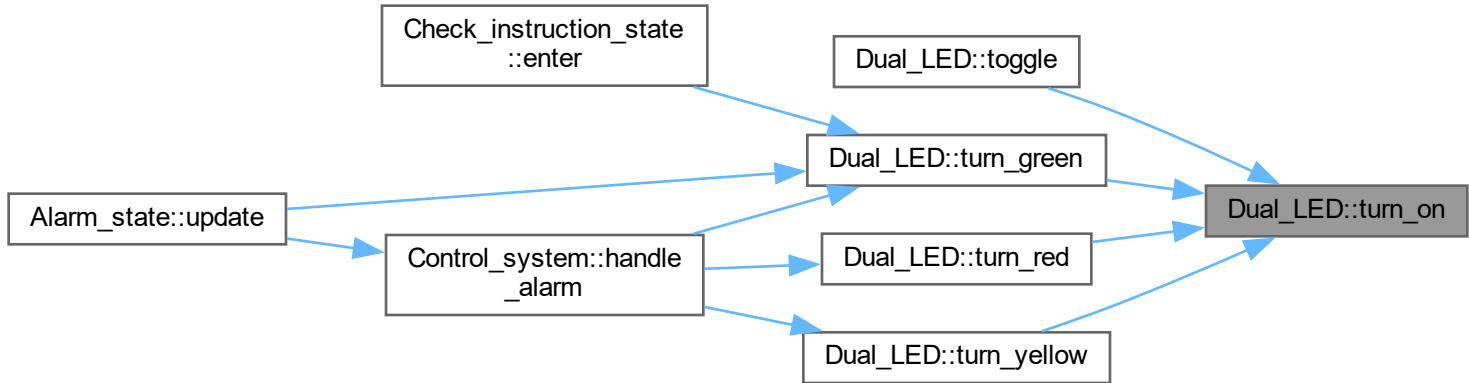 Check_instruction_state
::enter
Dual_LED::toggle
Dual_LED::turn_green
Alarm_state::update
Dual_LED::turn_on
Control_system::handle
_alarm
Dual_LED::turn_red
Dual_LED::turn_yellow